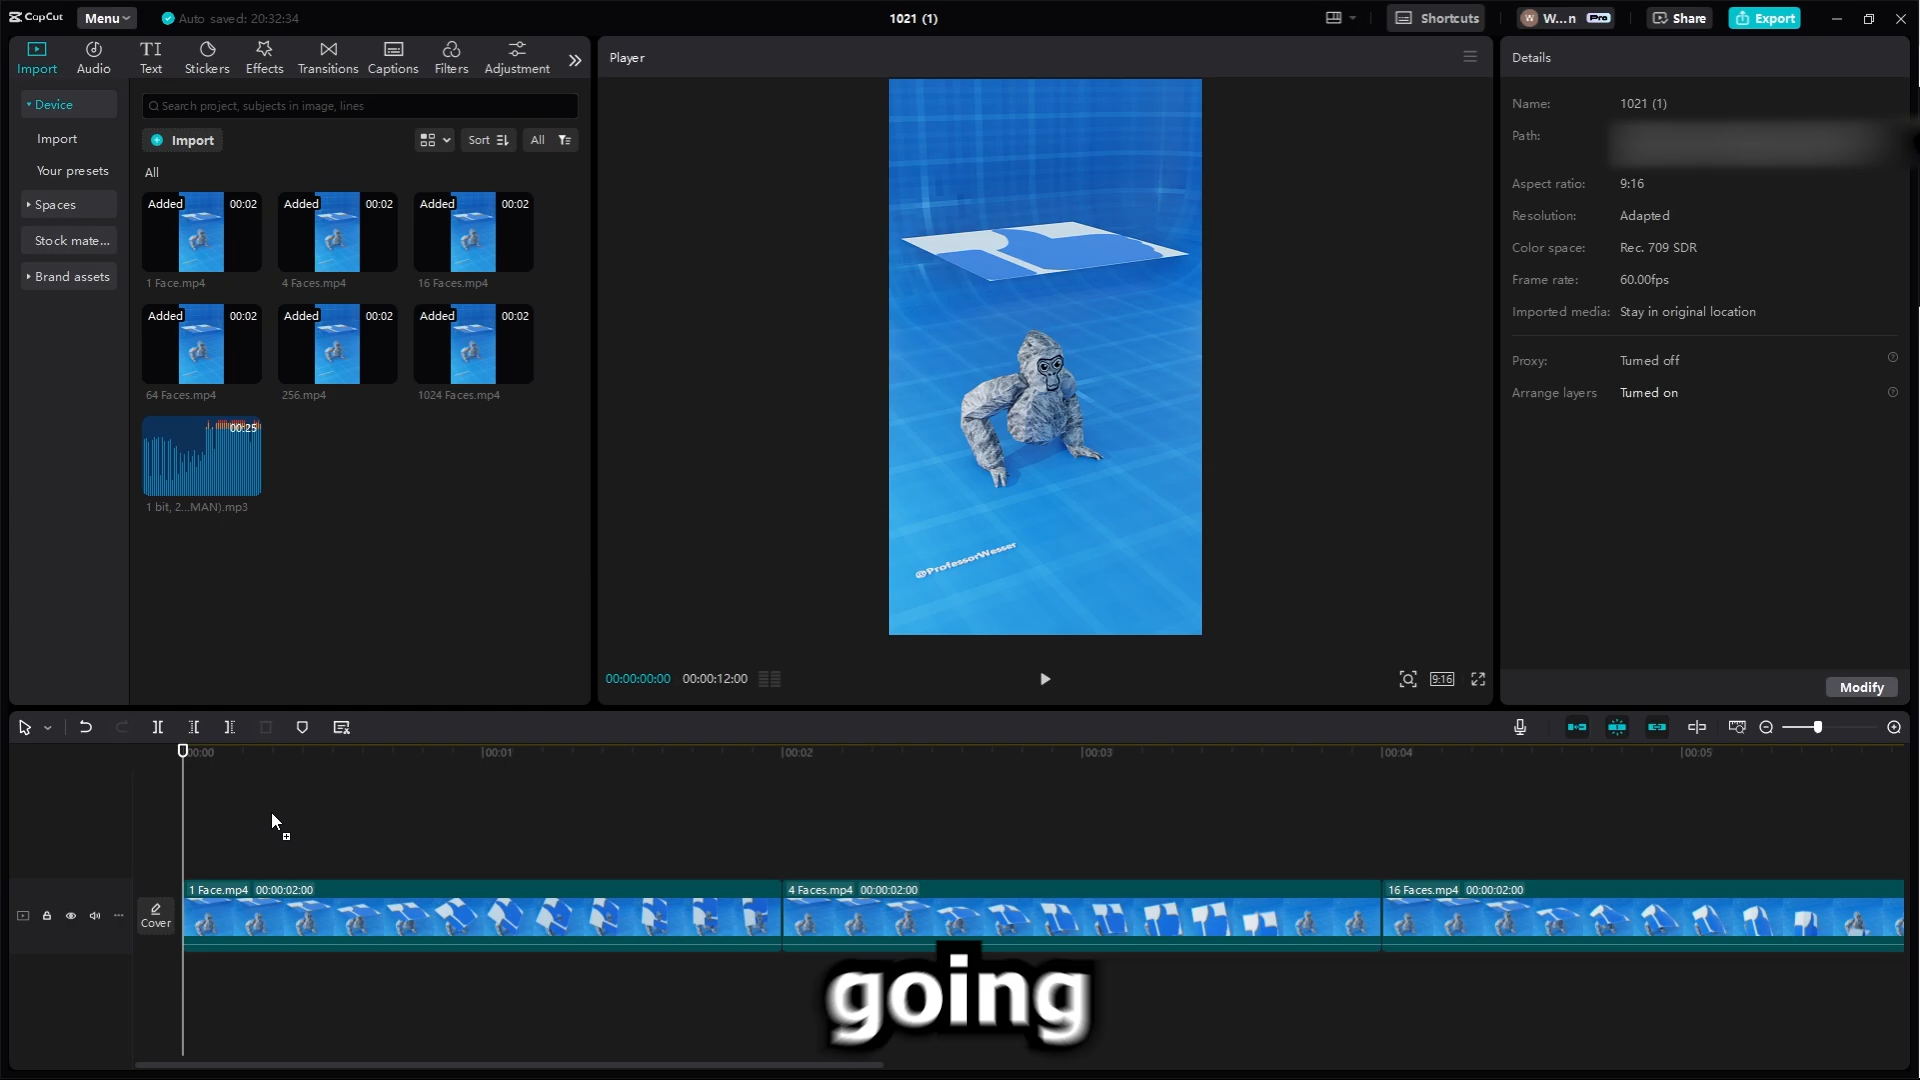 CapCut
Menu
Auto saved: 20:32:34
1021 (1)
Shortcuts
W
W...n
Pro
Share
Export
Import
Audio
TI
Text
Stickers
Effects
Transitions
Captions
Filters
Adjustment
Player
Details
Device
Import
Your presets
Spaces
Stock mate...
Brand assets
Search project, subjects in image, lines
Import
Sort
All
All
Added 00:02
Added 00:02
Added 00:02
1 Face.mp4
4 Faces.mp4
16 Faces.mp4
Added 00:02
Added 00:02
Added 00:02
64 Faces.mp4
256.mp4
1024 Faces.mp4
00:25
1 bit, 2...MAN).mp3
@ProfessorWesser
00:00:00:00 00:00:12:00
9:16
Name: 1021 (1)
Path:
Aspect ratio: 9:16
Resolution: Adapted
Color space: Rec. 709 SDR
Frame rate: 60.00fps
Imported media: Stay in original location
Proxy: Turned off
Arrange layers Turned on
Modify
00:00
00:01
00:02
00:03
00:04
00:05
Cover
1 Face.mp4 00:00:02:00
4 Faces.mp4 00:00:02:00
16 Faces.mp4 00:00:02:00
going